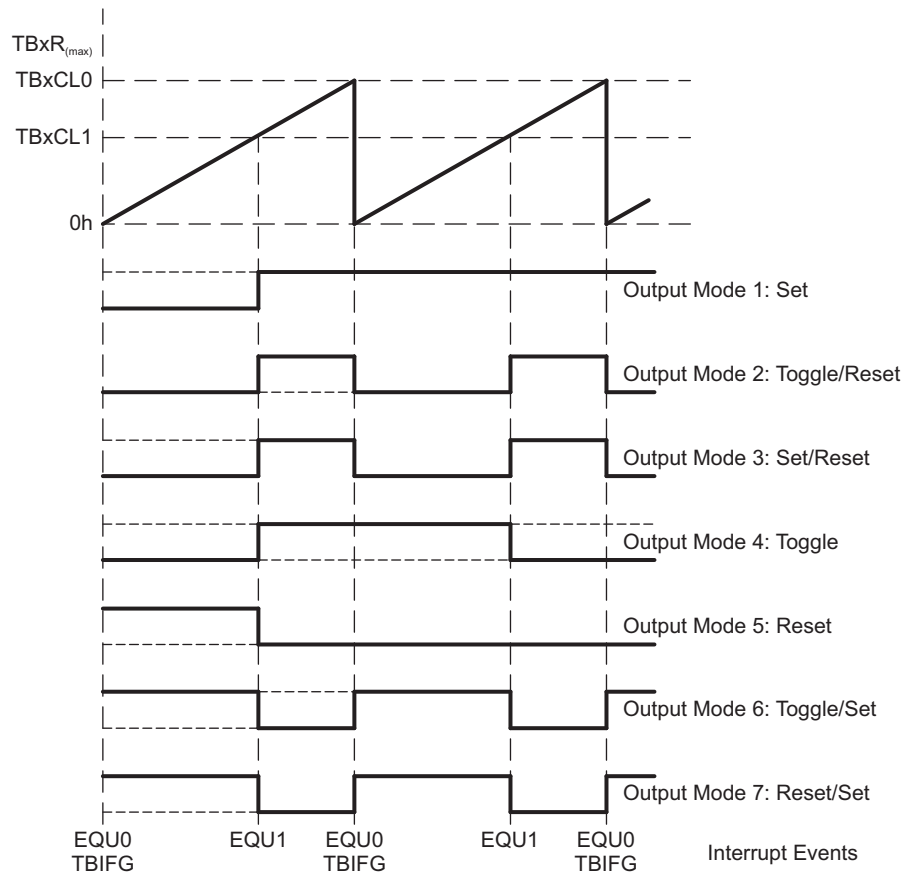 TBxR(max)
TBxCL0
TBxCL1
0h
Output Mode 1: Set
Output Mode 2: Toggle/Reset
Output Mode 3: Set/Reset
Output Mode 4: Toggle
Output Mode 5: Reset
Output Mode 6: Toggle/Set
Output Mode 7: Reset/Set
EQU0 EQU1 EQU0 EQU1 EQU0 Interrupt Events
TBIFG TBIFG TBIFG